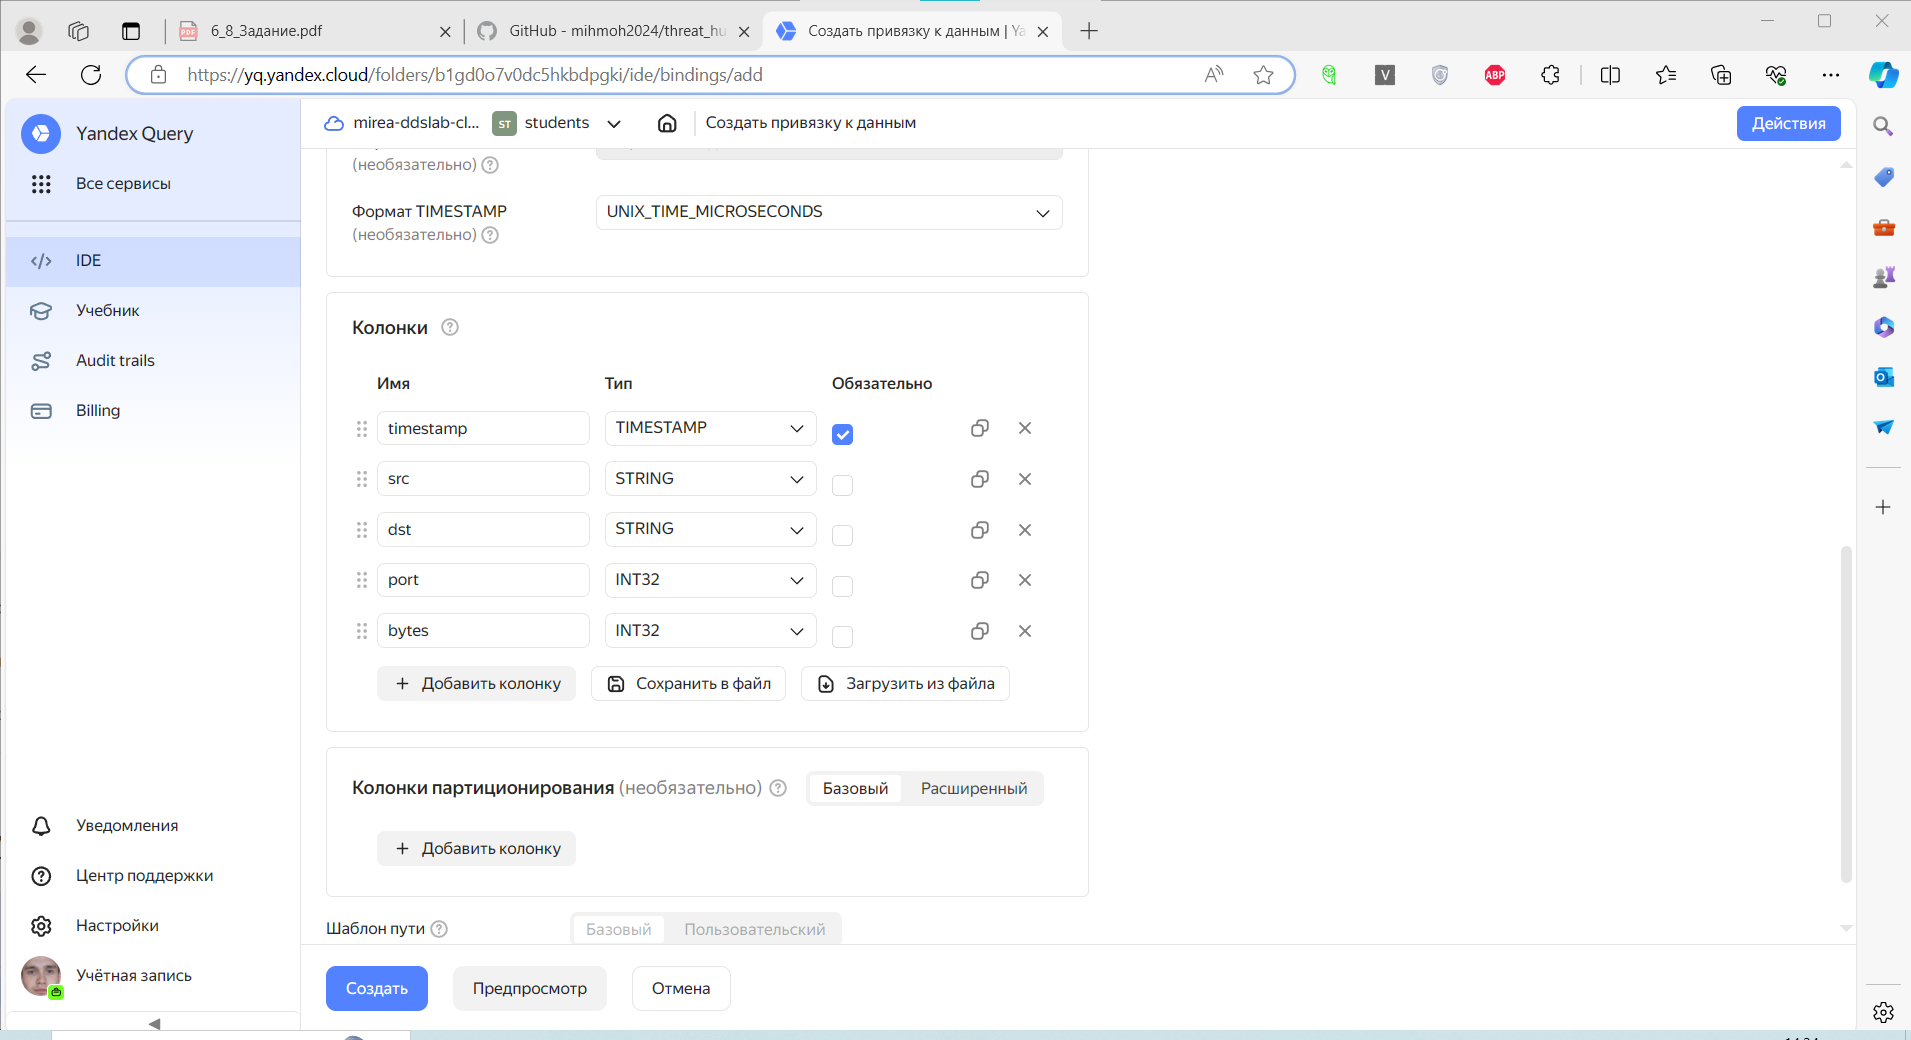 6_8_Задание.pdf
GitHub - mihmoh2024/threat_hu
Создать привязку к данным | Ya
https://yq.yandex.cloud/folders/b1gd0o7v0dc5hkbdpgki/ide/bindings/add
V
ABP
Yandex Query
mirea-ddslab-cl...
ST
students
Создать привязку к данным
Действия
Все сервисы
(необязательно)
Формат TIMESTAMP
(необязательно)
UNIX_TIME_MICROSECONDS
IDE
Учебник
Audit trails
Billing
Колонки
Имя
Тип
Обязательно
timestamp
TIMESTAMP
src
STRING
dst
STRING
port
INT32
bytes
INT32
Добавить колонку
Сохранить в файл
Загрузить из файла
Колонки партиционирования (необязательно)
Базовый
Расширенный
Добавить колонку
Шаблон пути
Базовый
Пользовательский
Уведомления
Центр поддержки
Настройки
Учётная запись
Создать
Предпросмотр
Отмена